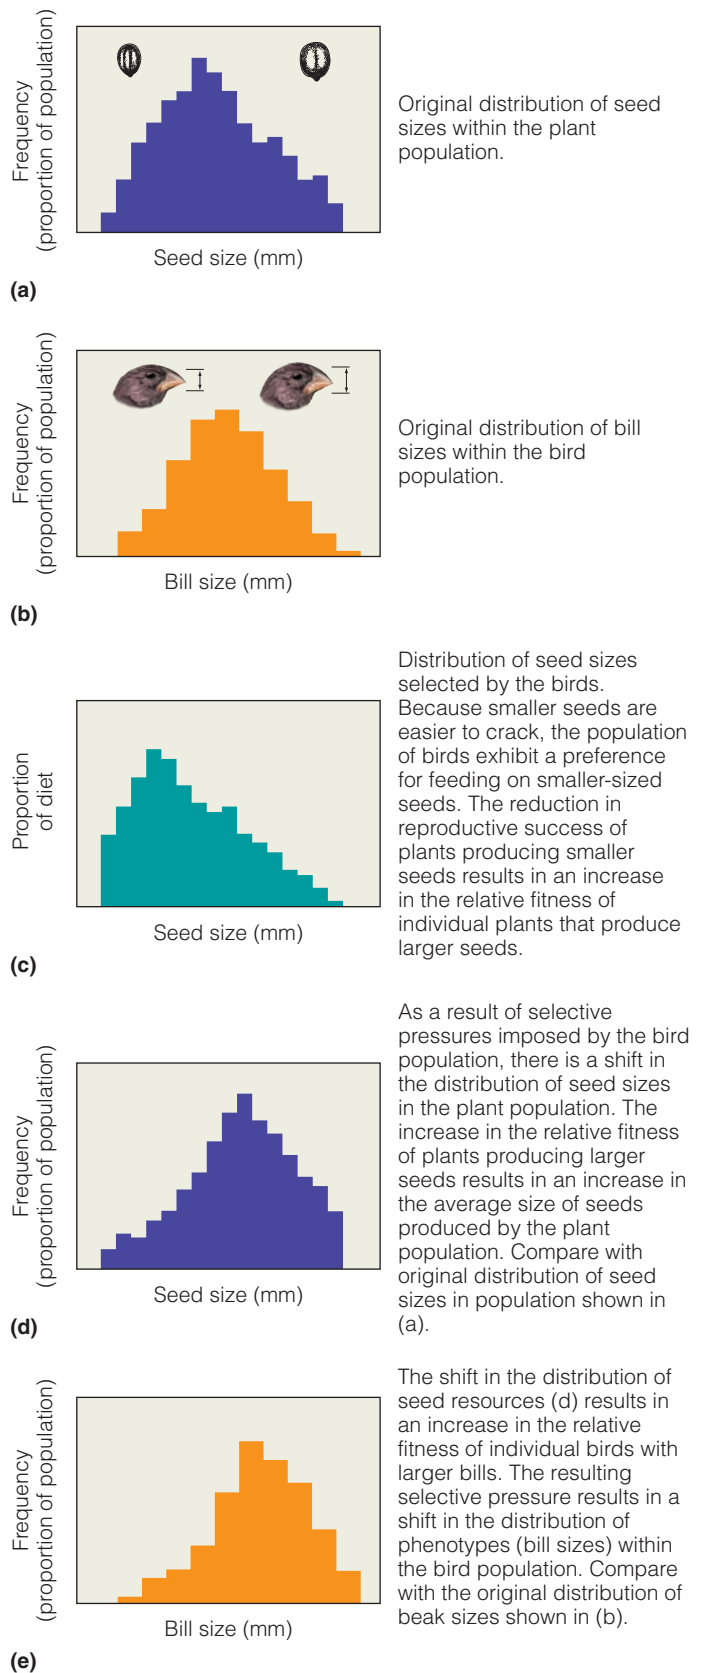 Frequency
(proportion of population)
Seed size (mm)
(a)
Original distribution of seed
sizes within the plant
population.
Frequency
(proportion of population)
Bill size (mm)
(b)
Original distribution of bill
sizes within the bird
population.
Proportion
of diet
Seed size (mm)
(c)
Distribution of seed sizes
selected by the birds.
Because smaller seeds are
easier to crack, the population
of birds exhibit a preference
for feeding on smaller-sized
seeds. The reduction in
reproductive success of
plants producing smaller
seeds results in an increase
in the relative fitness of
individual plants that produce
larger seeds.
Frequency
(proportion of population)
Seed size (mm)
(d)
As a result of selective
pressures imposed by the bird
population, there is a shift in
the distribution of seed sizes
in the plant population. The
increase in the relative fitness
of plants producing larger
seeds results in an increase in
the average size of seeds
produced by the plant
population. Compare with
original distribution of seed
sizes in population shown in
(a).
Frequency
(proportion of population)
Bill size (mm)
(e)
The shift in the distribution of
seed resources (d) results in
an increase in the relative
fitness of individual birds with
larger bills. The resulting
selective pressure results in a
shift in the distribution of
phenotypes (bill sizes) within
the bird population. Compare
with the original distribution of
beak sizes shown in (b).